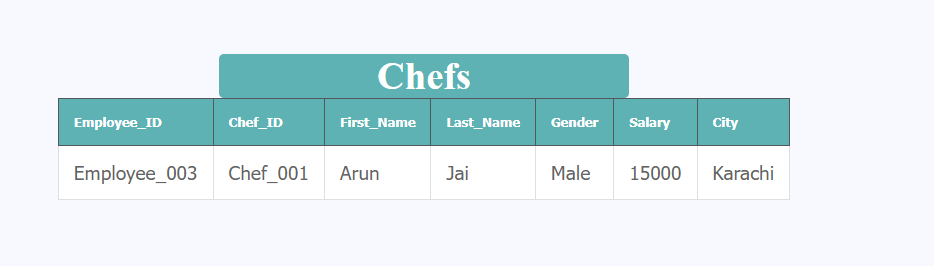 Chefs
Employee_ID Chef_ID First_Name Last_Name Gender Salary City
Employee_003 Chef_001 Arun Jai Male 15000 Karachi